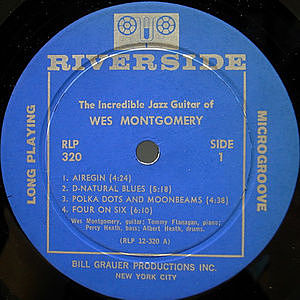 RIVERSIDE
The Incredible Jazz Guitar of
WES MONTGOMERY
RLP
320
SIDE
1
LONG PLAYING
MICROGROOVE
1. AIREGIN (4:24)
2. D-NATURAL BLUES (5:18)
3. POLKA DOTS AND MOONBEAMS (4:38)
4. FOUR ON SIX (6:10)
Wes Montgomery, guitar; Tommy Flanagan, piano;
Percy Heath, bass; Albert Heath, drums.
(RLP 12-320 A)
BILL GRAUER PRODUCTIONS INC.
NEW YORK CITY